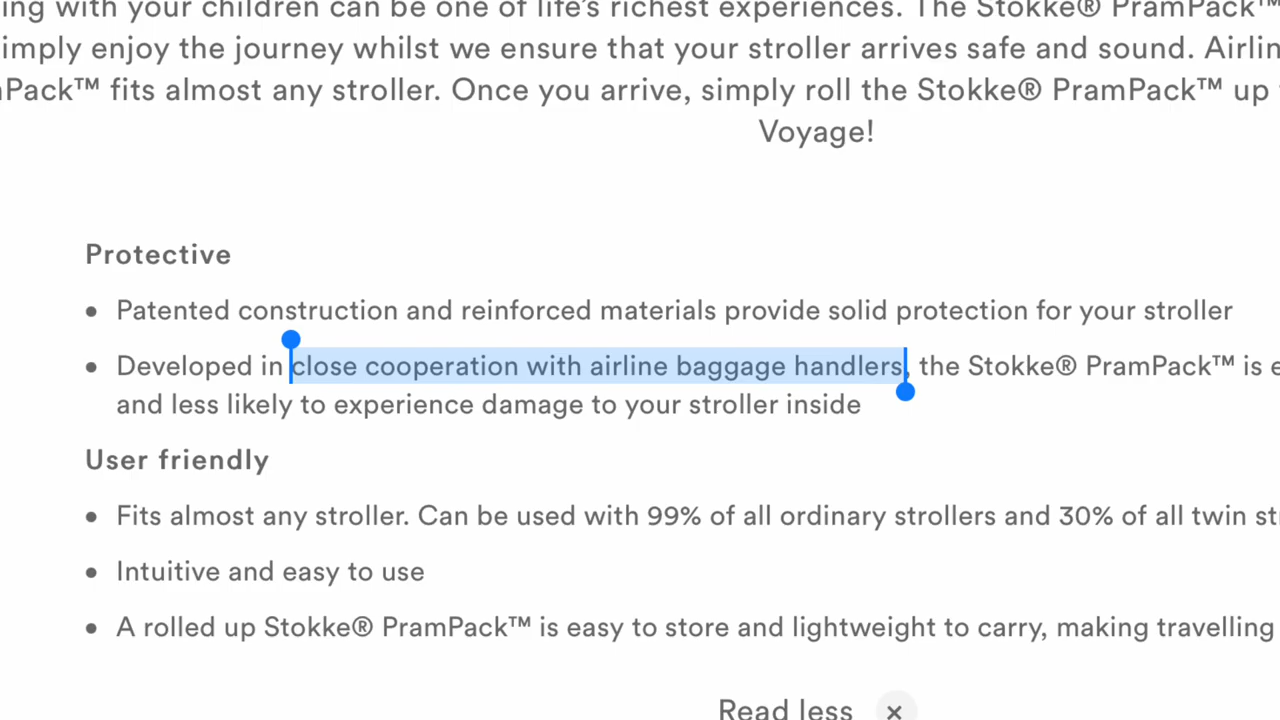 ing with your children can be one of life's richest experiences. The Stokke® PramPack™
imply enjoy the journey whilst we ensure that your stroller arrives safe and sound. Airlin
Pack™ fits almost any stroller. Once you arrive, simply roll the Stokke® PramPack™ up
Voyage!
Protective
• Patented construction and reinforced materials provide solid protection for your stroller
• Developed in close cooperation with airline baggage handlers, the Stokke® PramPack™ is e
and less likely to experience damage to your stroller inside
User friendly
• Fits almost any stroller. Can be used with 99% of all ordinary strollers and 30% of all twin st
• Intuitive and easy to use
• A rolled up Stokke® PramPack™ is easy to store and lightweight to carry, making travelling
Read less ×